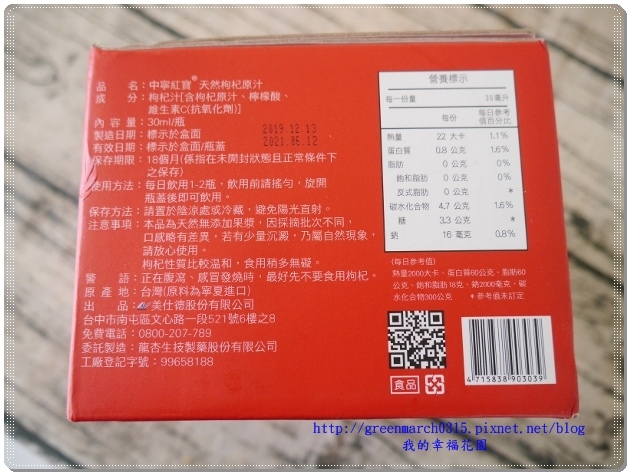 品　　名：中寧紅寶® 天然枸杞原汁
成　　分：枸杞汁[含枸杞原汁、檸檬酸、
維生素C(抗氧化劑)]
內 容 量：30ml/瓶
製造日期：標示於盒面 2019.12.13
有效日期：標示於盒面/瓶蓋 2021.06.12
保存期限：18個月(係指在未開封狀態且正常條件下
之保存)
使用方法：每日飲用1-2瓶，飲用前請搖勻，旋開
瓶蓋後即可飲用。
保存方法：請置於陰涼處或冷藏，避免陽光直射。
注意事項：本品為天然無添加果漿，因採摘批次不同，
口感略有差異，若有少量沉澱，乃屬自然現象，
請放心使用。
枸杞性質比較溫和，食用稍多無礙。
警　　語：正在腹瀉、感冒發燒時，最好先不要食用枸杞。
原 產 地：台灣(原料為寧夏進口)
出　　品：美仕德股份有限公司
台中市南屯區文心路一段521號6樓之8
免費電話：0800-207-789
委託製造：龍杏生技製藥股份有限公司
工廠登記字號：99658188
營養標示
每一份量 30毫升
每份 每日參考值百分比
熱量 22 大卡 1.1%
蛋白質 0.8 公克 1.6%
脂肪 0 公克 0%
飽和脂肪 0 公克 0%
反式脂肪 0 公克 *
碳水化合物 4.7 公克 1.6%
糖 3.3 公克 *
鈉 16 毫克 0.8%
(每日參考值)
熱量2000大卡、蛋白質60公克、脂肪60
公克、飽和脂肪18克、鈉2000毫克、碳
水化合物300公克 *參考值未訂定
食品
4 715838 903039
http://greenmarch0315.pixnet.net/blog
我的幸福花園